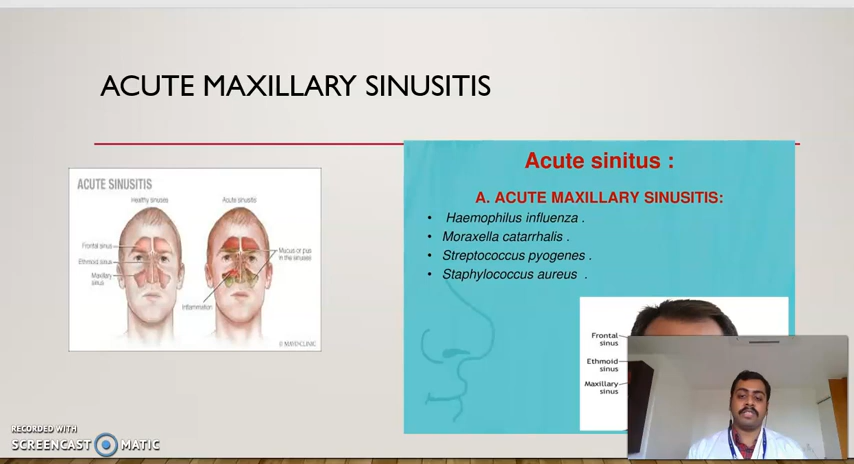 ACUTE MAXILLARY SINUSITIS
ACUTE SINUSITIS
Healthy sinuses
Acute sinusitis
Frontal sinus
Ethmoid sinus
Maxillary
sinus
Mucus or pus
in the sinuses
Inflammation
© MAYO CLINIC
Acute sinitus :
A. ACUTE MAXILLARY SINUSITIS:
• Haemophilus influenza .
• Moraxella catarrhalis .
• Streptococcus pyogenes .
• Staphylococcus aureus .
Frontal
sinus
Ethmoid
sinus
Maxillary
sinus
RECORDED WITH
SCREENCAST MATIC